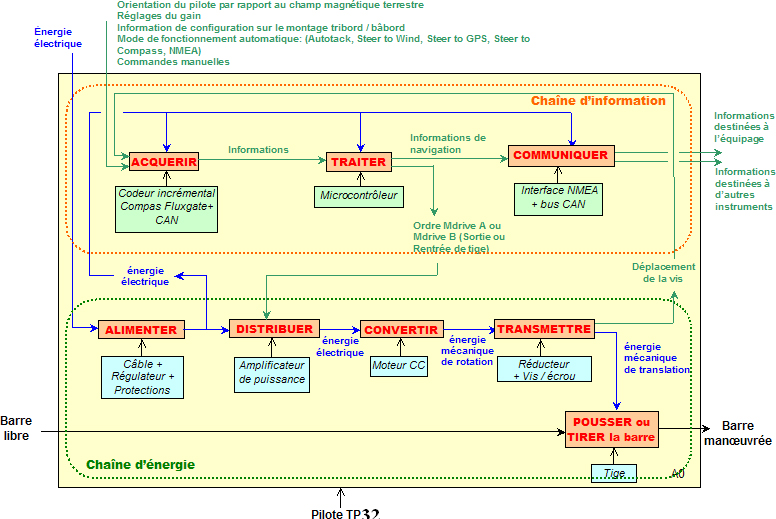 Orientation du pilote par rapport au champ magnétique terrestre
Réglages du gain
Information de configuration sur le montage tribord / bâbord
Mode de fonctionnement automatique: (Autotack, Steer to Wind, Steer to GPS, Steer to
Compass, NMEA)
Commandes manuelles
Énergie
électrique
Chaîne d'information
ACQUERIR
Informations
TRAITER
Informations de
navigation
COMMUNIQUER
Informations
destinées à
l'équipage
Informations
destinées à
d'autres
instruments
Codeur incrémental
Compas Fluxgate+
CAN
Microcontrôleur
Interface NMEA
+ bus CAN
Ordre Mdrive A ou
Mdrive B (Sortie ou
Rentrée de tige)
énergie
électrique
Déplacement
de la vis
ALIMENTER
DISTRIBUER
énergie
électrique
CONVERTIR
énergie
mécanique
de rotation
TRANSMETTRE
énergie
mécanique
de translation
Câble +
Régulateur +
Protections
Amplificateur
de puissance
Moteur CC
Réducteur
+ Vis / écrou
Barre
libre
POUSSER ou
TIRER la barre
Barre
manœuvrée
Chaîne d'énergie
Tige
A0
Pilote TP32